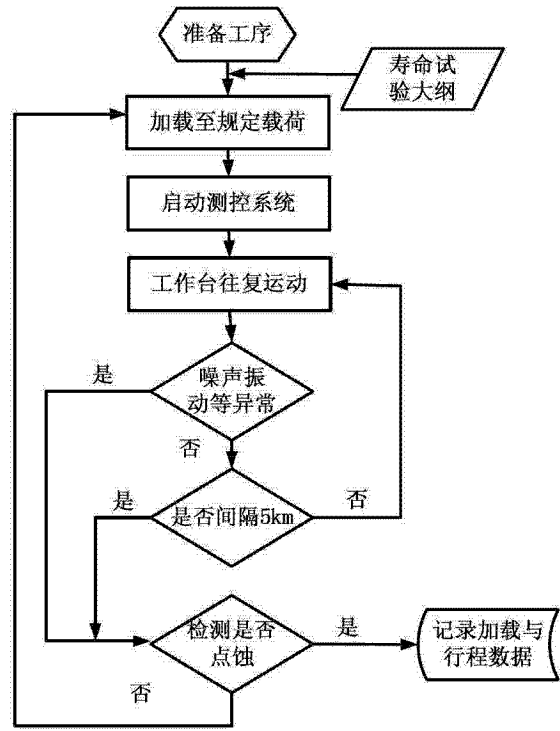 准备工序
寿命试
验大纲
加载至规定载荷
启动测控系统
工作台往复运动
是
噪声振
动等异常
否
是
是否间隔5km
否
检测是否
点蚀
是
记录加载与
行程数据
否